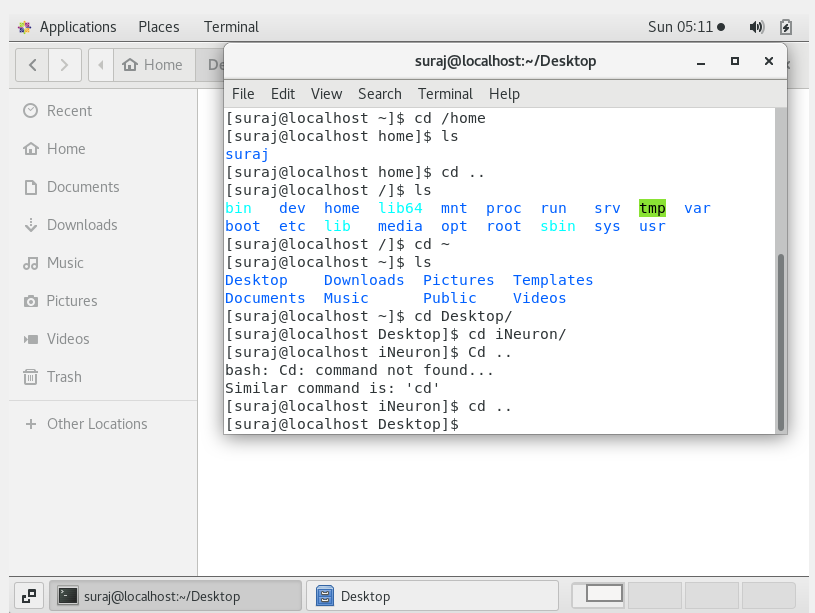 Applications Places Terminal Sun 05:11
Home De
suraj@localhost:~/Desktop
File Edit View Search Terminal Help
Recent
Home
Documents
Downloads
Music
Pictures
Videos
Trash
+ Other Locations
[suraj@localhost ~]$ cd /home
[suraj@localhost home]$ ls
suraj
[suraj@localhost home]$ cd ..
[suraj@localhost /]$ ls
bin dev home lib64 mnt proc run srv tmp var
boot etc lib media opt root sbin sys usr
[suraj@localhost /]$ cd ~
[suraj@localhost ~]$ ls
Desktop Downloads Pictures Templates
Documents Music Public Videos
[suraj@localhost ~]$ cd Desktop/
[suraj@localhost Desktop]$ cd iNeuron/
[suraj@localhost iNeuron]$ Cd ..
bash: Cd: command not found...
Similar command is: 'cd'
[suraj@localhost iNeuron]$ cd ..
[suraj@localhost Desktop]$
suraj@localhost:~/Desktop Desktop